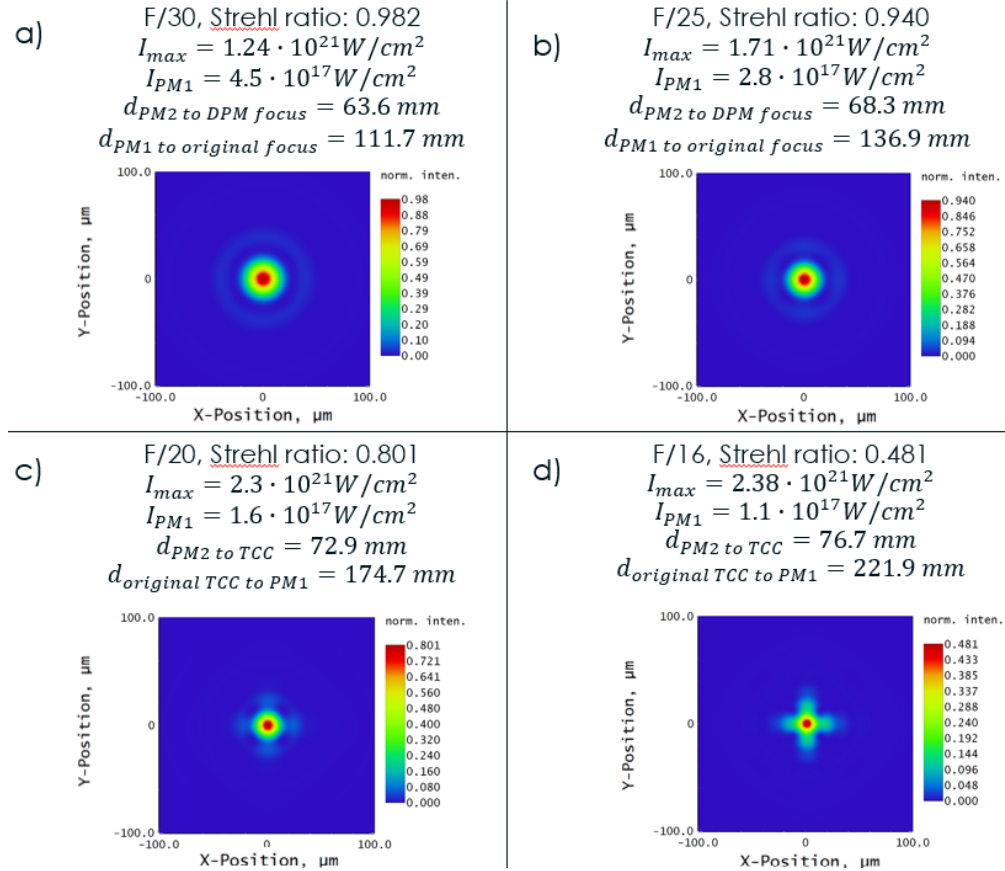 a)
F/30, Strehl ratio: 0.982
I_max = 1.24 · 10^21 W/cm^2
I_PM1 = 4.5 · 10^17 W/cm^2
d_PM2 to DPM focus = 63.6 mm
d_PM1 to original focus = 111.7 mm
100.0
0
-100.0
Y-Position, µm
-100.0 0 100.0
X-Position, µm
norm. inten.
0.98
0.88
0.79
0.69
0.59
0.49
0.39
0.29
0.20
0.10
0.00
b)
F/25, Strehl ratio: 0.940
I_max = 1.71 · 10^21 W/cm^2
I_PM1 = 2.8 · 10^17 W/cm^2
d_PM2 to DPM focus = 68.3 mm
d_PM1 to original focus = 136.9 mm
100.0
0
-100.0
Y-Position, µm
-100.0 0 100.0
X-Position, µm
norm. inten.
0.940
0.846
0.752
0.658
0.564
0.470
0.376
0.282
0.188
0.094
0.000
c)
F/20, Strehl ratio: 0.801
I_max = 2.3 · 10^21 W/cm^2
I_PM1 = 1.6 · 10^17 W/cm^2
d_PM2 to TCC = 72.9 mm
d_original TCC to PM1 = 174.7 mm
100.0
0
-100.0
Y-Position, µm
-100.0 0 100.0
X-Position, µm
norm. inten.
0.801
0.721
0.641
0.560
0.480
0.400
0.320
0.240
0.160
0.080
0.000
d)
F/16, Strehl ratio: 0.481
I_max = 2.38 · 10^21 W/cm^2
I_PM1 = 1.1 · 10^17 W/cm^2
d_PM2 to TCC = 76.7 mm
d_original TCC to PM1 = 221.9 mm
100.0
0
-100.0
Y-Position, µm
-100.0 0 100.0
X-Position, µm
norm. inten.
0.481
0.433
0.385
0.337
0.288
0.240
0.192
0.144
0.096
0.048
0.000